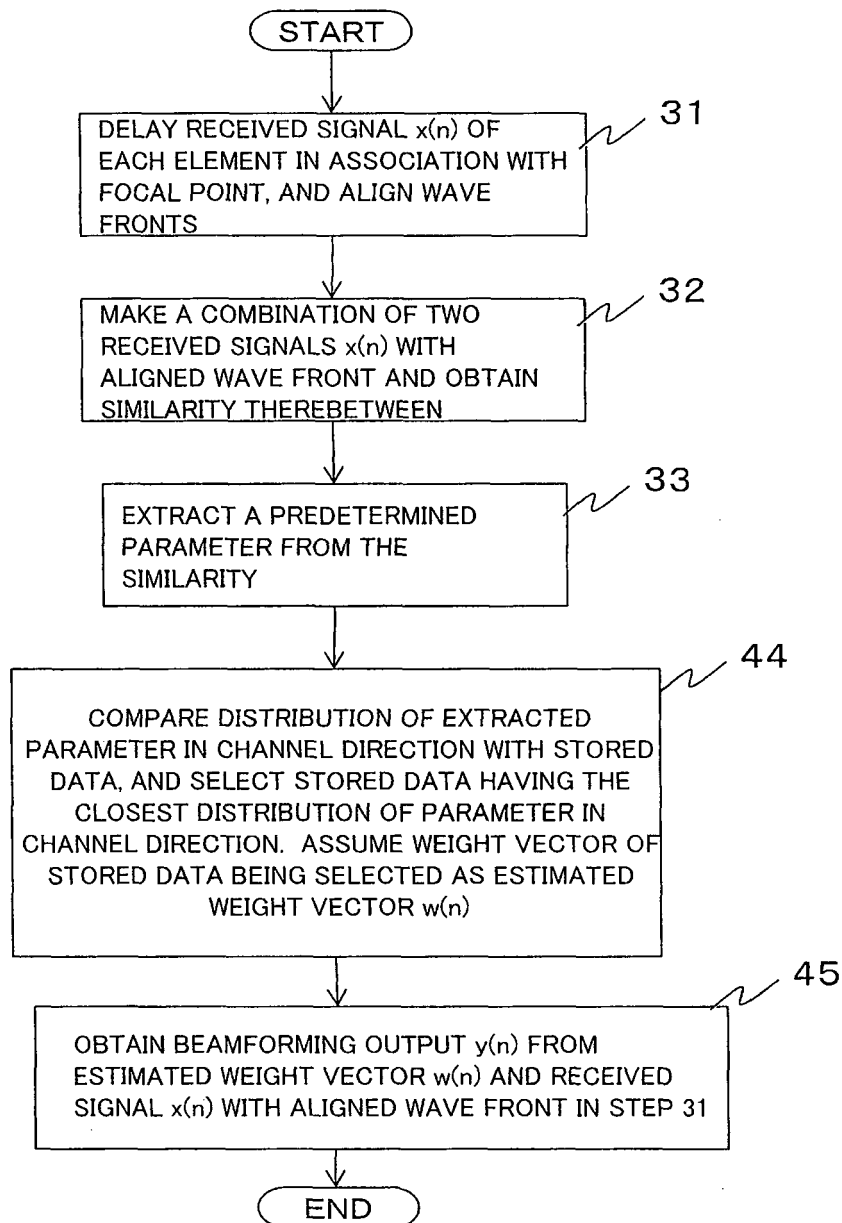 START
31
DELAY RECEIVED SIGNAL x(n) OF
EACH ELEMENT IN ASSOCIATION WITH
FOCAL POINT, AND ALIGN WAVE
FRONTS
32
MAKE A COMBINATION OF TWO
RECEIVED SIGNALS x(n) WITH
ALIGNED WAVE FRONT AND OBTAIN
SIMILARITY THEREBETWEEN
33
EXTRACT A PREDETERMINED
PARAMETER FROM THE
SIMILARITY
44
COMPARE DISTRIBUTION OF EXTRACTED
PARAMETER IN CHANNEL DIRECTION WITH STORED
DATA, AND SELECT STORED DATA HAVING THE
CLOSEST DISTRIBUTION OF PARAMETER IN
CHANNEL DIRECTION. ASSUME WEIGHT VECTOR OF
STORED DATA BEING SELECTED AS ESTIMATED
WEIGHT VECTOR w(n)
45
OBTAIN BEAMFORMING OUTPUT y(n) FROM
ESTIMATED WEIGHT VECTOR w(n) AND RECEIVED
SIGNAL x(n) WITH ALIGNED WAVE FRONT IN STEP 31
END